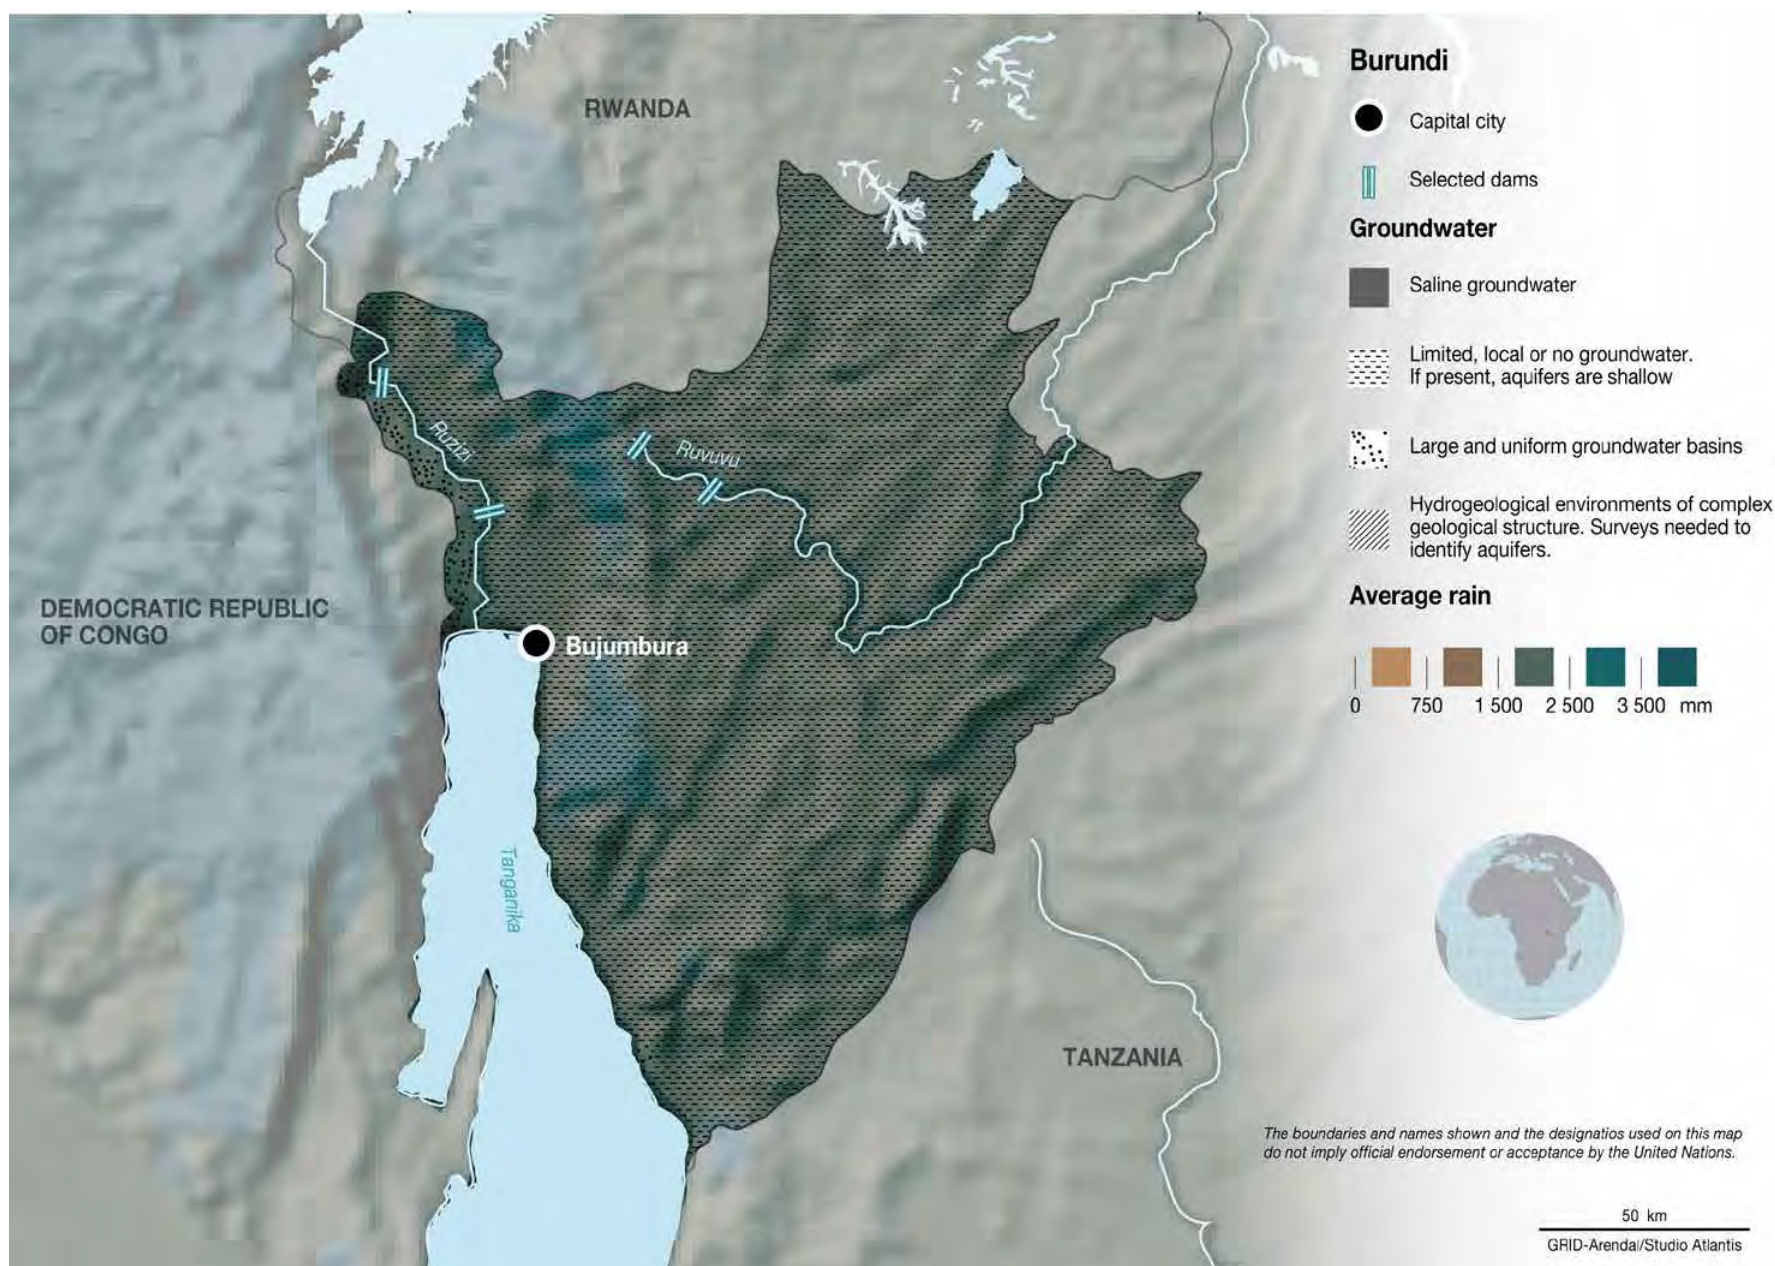 RWANDA
Ruzizi
Ruvuvu
DEMOCRATIC REPUBLIC
OF CONGO
Bujumbura
Tanganika
TANZANIA
Burundi
Capital city
Selected dams
Groundwater
Saline groundwater
Limited, local or no groundwater.
If present, aquifers are shallow
Large and uniform groundwater basins
Hydrogeological environments of complex
geological structure. Surveys needed to
identify aquifers.
Average rain
0 750 1 500 2 500 3 500 mm
The boundaries and names shown and the designatios used on this map
do not imply official endorsement or acceptance by the United Nations.
50 km
GRID-Arendal/Studio Atlantis